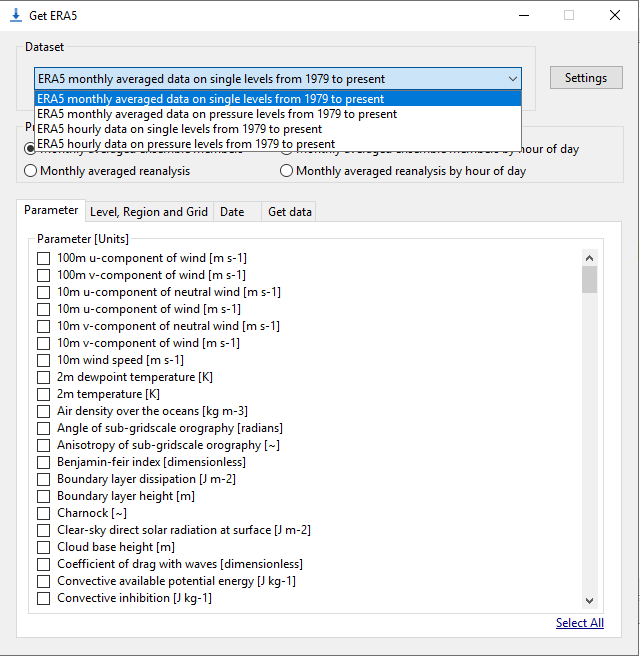 Get ERA5
Dataset
ERA5 monthly averaged data on single levels from 1979 to present
Settings
ERA5 monthly averaged data on single levels from 1979 to present
ERA5 monthly averaged data on pressure levels from 1979 to present
ERA5 hourly data on single levels from 1979 to present
ERA5 hourly data on pressure levels from 1979 to present
Monthly averaged ensemble members
Monthly averaged ensemble members by hour of day
Monthly averaged reanalysis
Monthly averaged reanalysis by hour of day
Parameter
Level, Region and Grid
Date
Get data
Parameter [Units]
100m u-component of wind [m s-1]
100m v-component of wind [m s-1]
10m u-component of neutral wind [m s-1]
10m u-component of wind [m s-1]
10m v-component of neutral wind [m s-1]
10m v-component of wind [m s-1]
10m wind speed [m s-1]
2m dewpoint temperature [K]
2m temperature [K]
Air density over the oceans [kg m-3]
Angle of sub-gridscale orography [radians]
Anisotropy of sub-gridscale orography [~]
Benjamin-feir index [dimensionless]
Boundary layer dissipation [J m-2]
Boundary layer height [m]
Charnock [~]
Clear-sky direct solar radiation at surface [J m-2]
Cloud base height [m]
Coefficient of drag with waves [dimensionless]
Convective available potential energy [J kg-1]
Convective inhibition [J kg-1]
Select All